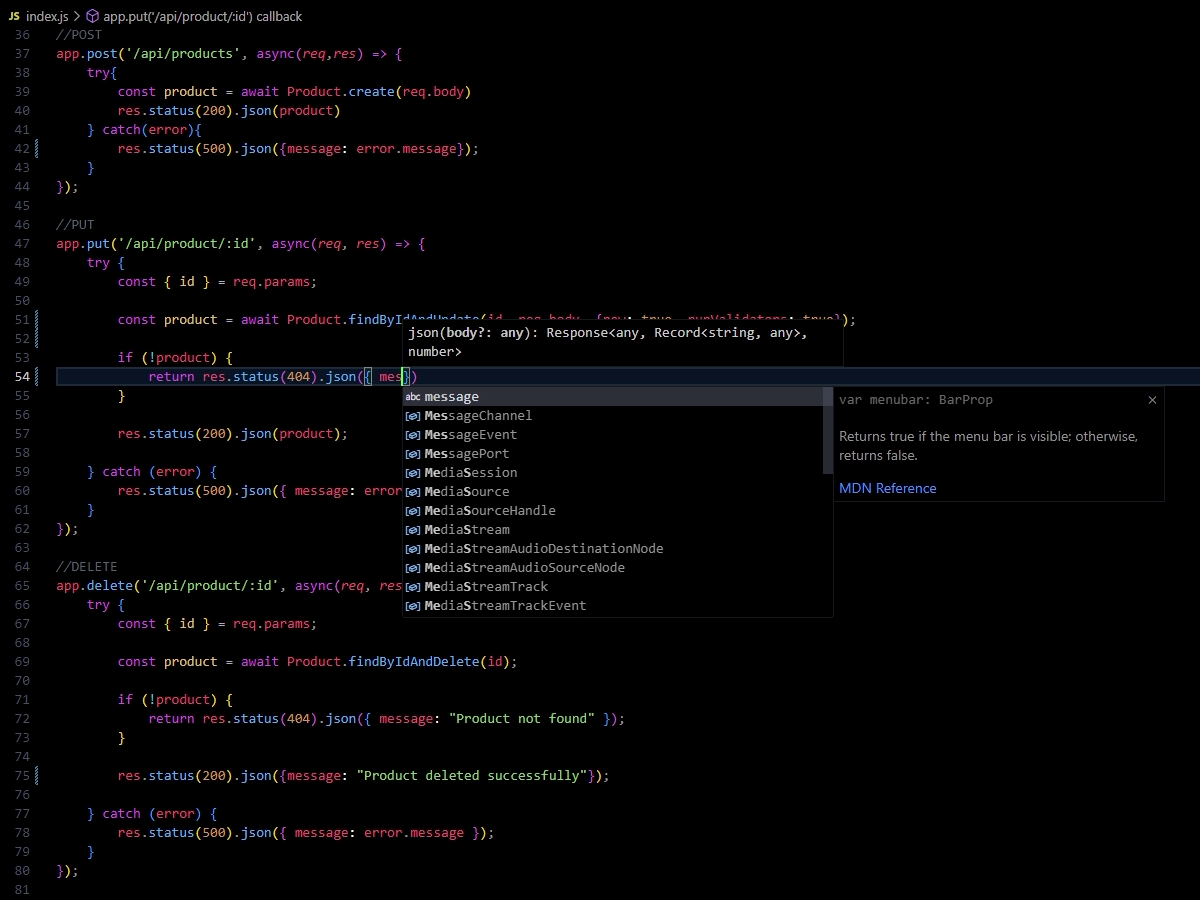 JS index.js > app.put('/api/product/:id') callback
36 //POST
37 app.post('/api/products', async(req,res) => {
38 try{
39 const product = await Product.create(req.body)
40 res.status(200).json(product)
41 } catch(error){
42 res.status(500).json({message: error.message});
43 }
44 });
45
46 //PUT
47 app.put('/api/product/:id', async(req, res) => {
48 try {
49 const { id } = req.params;
50
51 const product = await Product.findByIdAndUpdate(id, req.body, {new: true, runValidators: true});
json(body?: any): Response<any, Record<string, any>,
52
number>
53 if (!product) {
54 return res.status(404).json({ mes})
55 }
message
var menubar: BarProp
56
MessageChannel
57 res.status(200).json(product);
MessageEvent
Returns true if the menu bar is visible; otherwise,
58
MessagePort
returns false.
59 } catch (error) {
MediaSession
60 res.status(500).json({ message: error
MediaSource
MDN Reference
61 }
MediaSourceHandle
62 });
MediaStream
63
MediaStreamAudioDestinationNode
64 //DELETE
MediaStreamAudioSourceNode
65 app.delete('/api/product/:id', async(req, res
MediaStreamTrack
66 try {
MediaStreamTrackEvent
67 const { id } = req.params;
68
69 const product = await Product.findByIdAndDelete(id);
70
71 if (!product) {
72 return res.status(404).json({ message: "Product not found" });
73 }
74
75 res.status(200).json({message: "Product deleted successfully"});
76
77 } catch (error) {
78 res.status(500).json({ message: error.message });
79 }
80 });
81